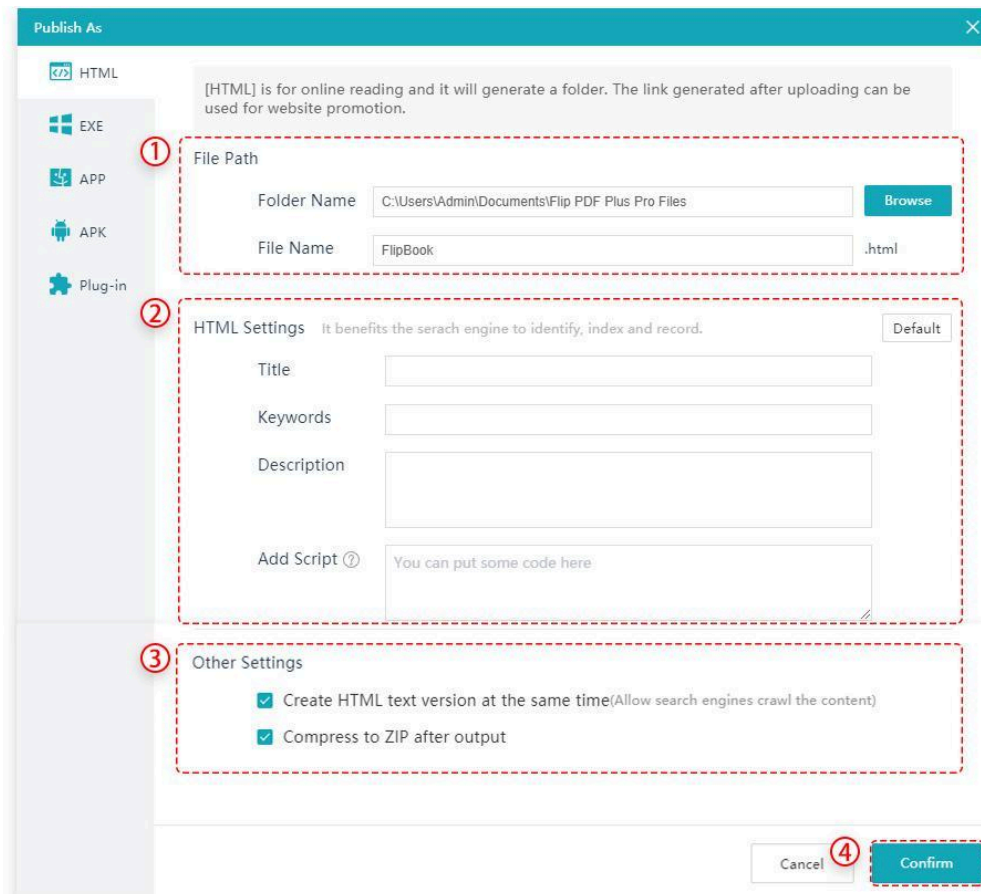 Publish As
HTML
EXE
APP
APK
Plug-in
[HTML] is for online reading and it will generate a folder. The link generated after uploading can be
used for website promotion.
① File Path
Folder Name C:\Users\Admin\Documents\Flip PDF Plus Pro Files Browse
File Name FlipBook .html
② HTML Settings It benefits the serach engine to identify, index and record. Default
Title
Keywords
Description
Add Script ? You can put some code here
③ Other Settings
Create HTML text version at the same time(Allow search engines crawl the content)
Compress to ZIP after output
Cancel ④ Confirm